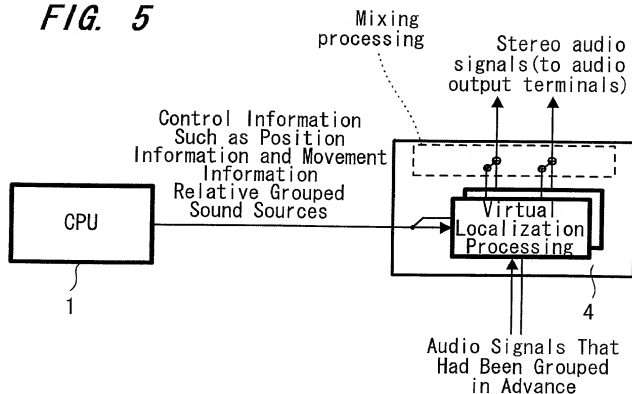 FIG. 5
Mixing
processing
Stereo audio
signals(to audio
output terminals)
Control Information
Such as Position
Information and Movement
Information
Relative Grouped
Sound Sources
CPU
Virtual
Localization
Processing
1
4
Audio Signals That
Had Been Grouped
in Advance